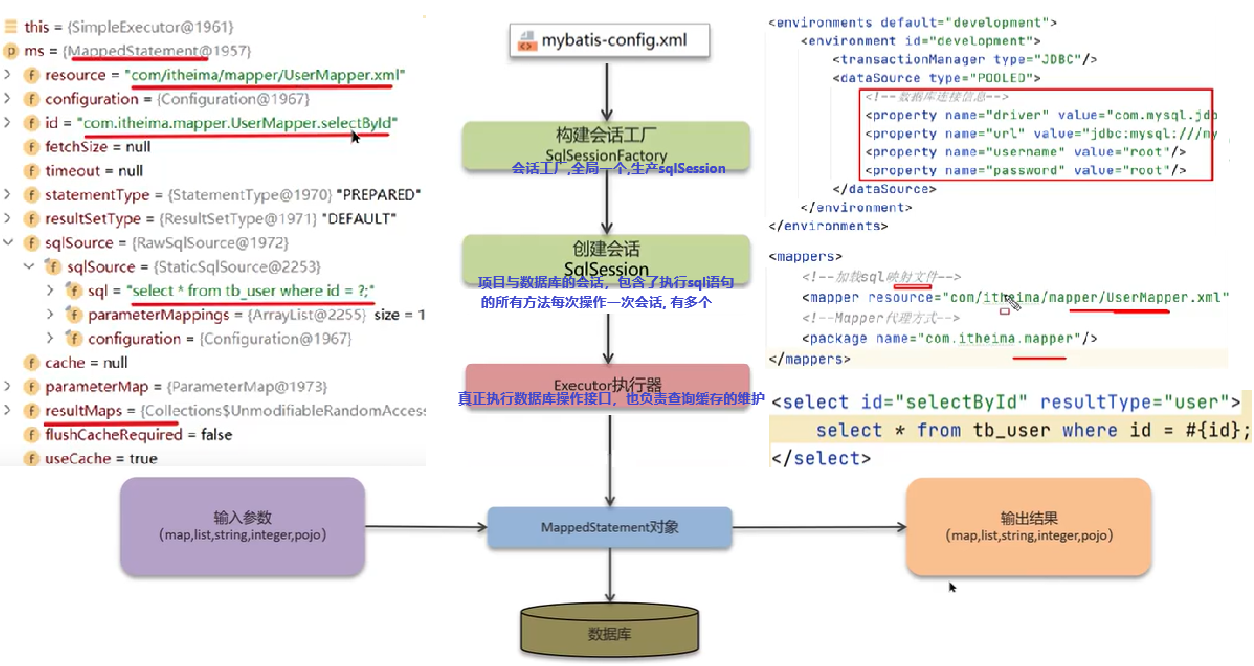 this = {SimpleExecutor@1961}
ms = {MappedStatement@1957}
resource = "com/itheima/mapper/UserMapper.xml"
configuration = {Configuration@1967}
id = "com.itheima.mapper.UserMapper.selectById"
fetchSize = null
timeout = null
statementType = {StatementType@1970} "PREPARED"
resultSetType = {ResultSetType@1971} "DEFAULT"
sqlSource = {RawSqlSource@1972}
sqlSource = {StaticSqlSource@2253}
sql = "select * from tb_user where id = ?;"
parameterMappings = {ArrayList@2255} size = 1
configuration = {Configuration@1967}
cache = null
parameterMap = {ParameterMap@1973}
resultMaps = {Collections$UnmodifiableRandomAccess
flushCacheRequired = false
useCache = true
mybatis-config.xml
构建会话工厂
SqlSessionFactory
会话工厂,全局一个,生产sqlSession
创建会话
SqlSession
项目与数据库的会话，包含了执行sql语句
的所有方法每次操作一次会话。有多个
Executor执行器
真正执行数据库操作接口，也负责查询缓存的维护
<environments default="development">
<environment id="development">
<transactionManager type="JDBC"/>
<dataSource type="POOLED">
<!--数据库连接信息-->
<property name="driver" value="com.mysql.jdb
<property name="url" value="jdbc:mysql:///my
<property name="username" value="root"/>
<property name="password" value="root"/>
</dataSource>
</environment>
</environments>
<mappers>
<!--加载sql映射文件-->
<mapper resource="com/itheima/mapper/UserMapper.xml"
<!--Mapper代理方式-->
<package name="com.itheima.mapper"/>
</mappers>
<select id="selectById" resultType="user">
select * from tb_user where id = #{id};
</select>
输入参数
(map,list,string,integer,pojo)
MappedStatement对象
输出结果
(map,list,string,integer,pojo)
数据库